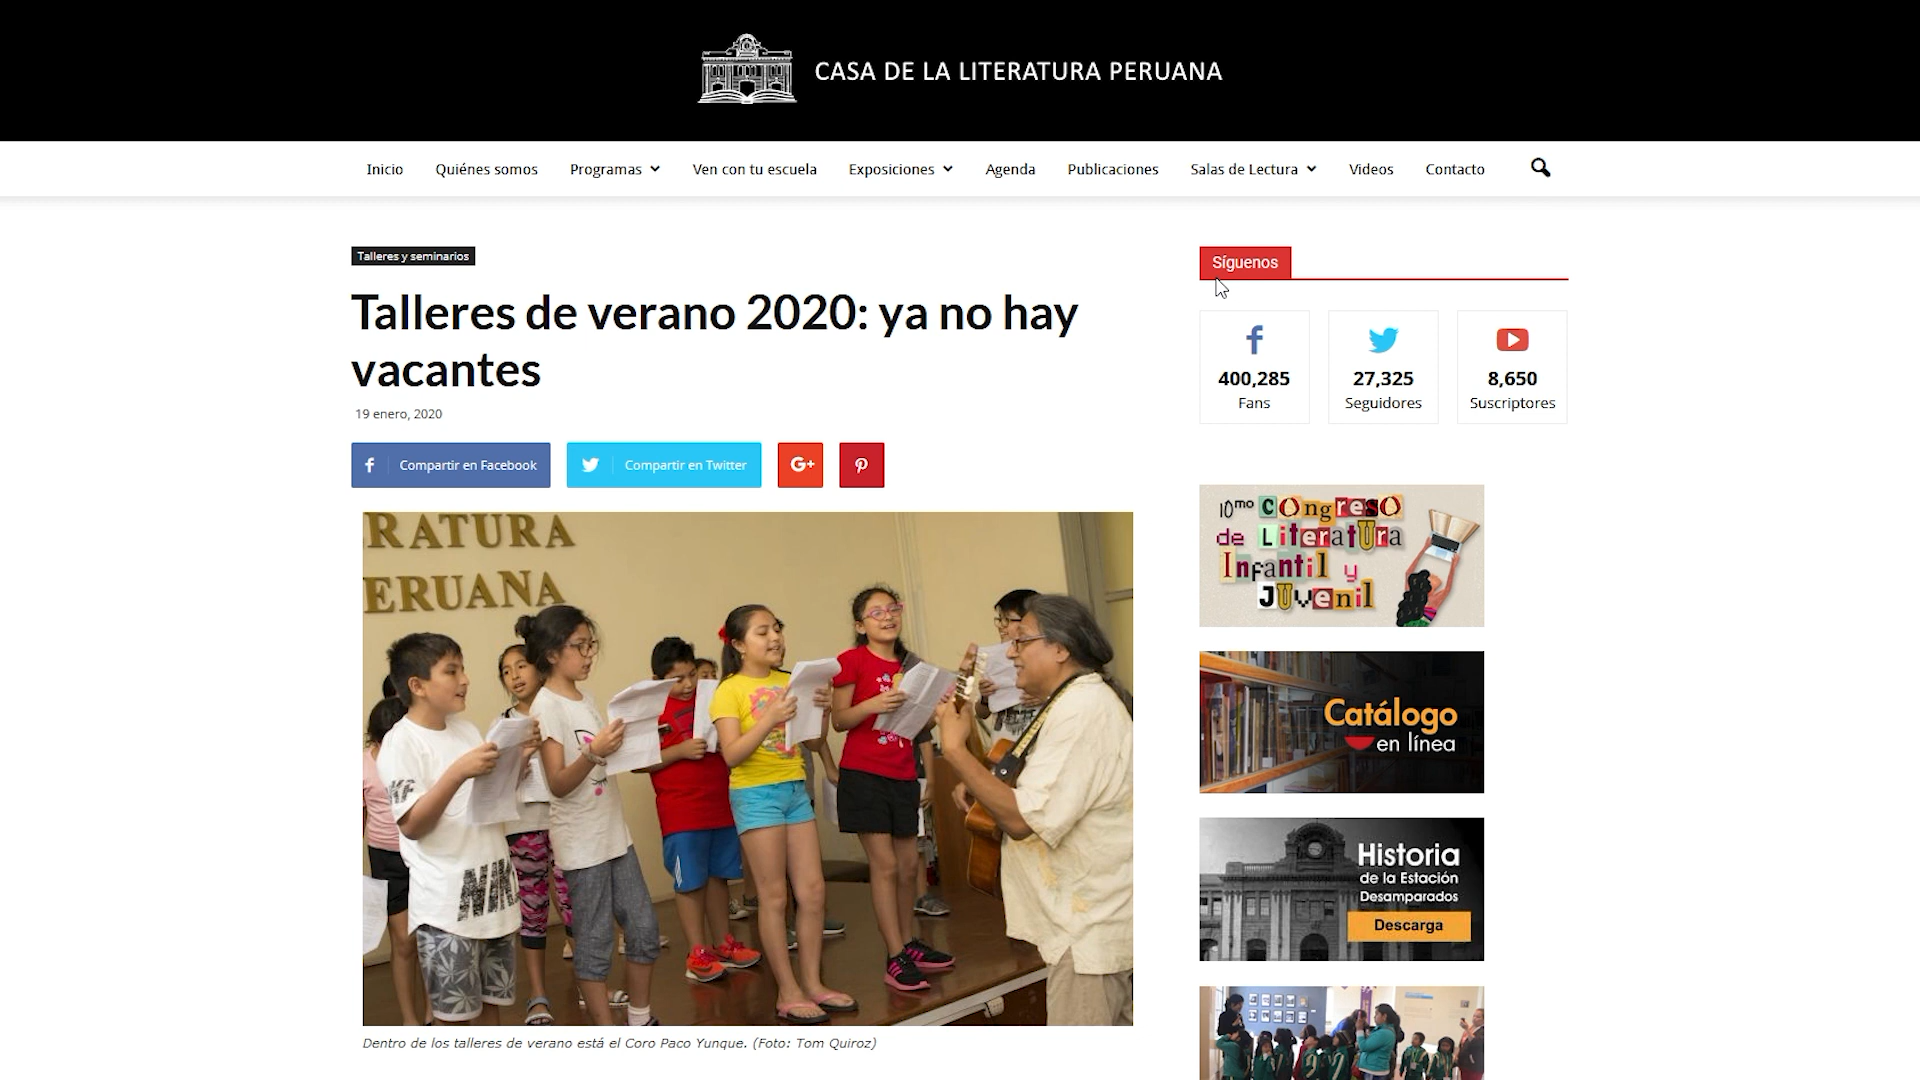 CASA DE LA LITERATURA PERUANA
Inicio Quiénes somos Programas Ven con tu escuela Exposiciones Agenda Publicaciones Salas de Lectura Videos Contacto
Talleres y seminarios
Talleres de verano 2020: ya no hay
vacantes
19 enero, 2020
Compartir en Facebook Compartir en Twitter G+
RATURA
ERUANA
Dentro de los talleres de verano está el Coro Paco Yunque. (Foto: Tom Quiroz)
Síguenos
400,285
Fans
27,325
Seguidores
8,650
Suscriptores
10mo Congreso
de Literatura
Infantil y
Juvenil
Catálogo
en línea
Historia
de la Estación
Desamparados
Descarga